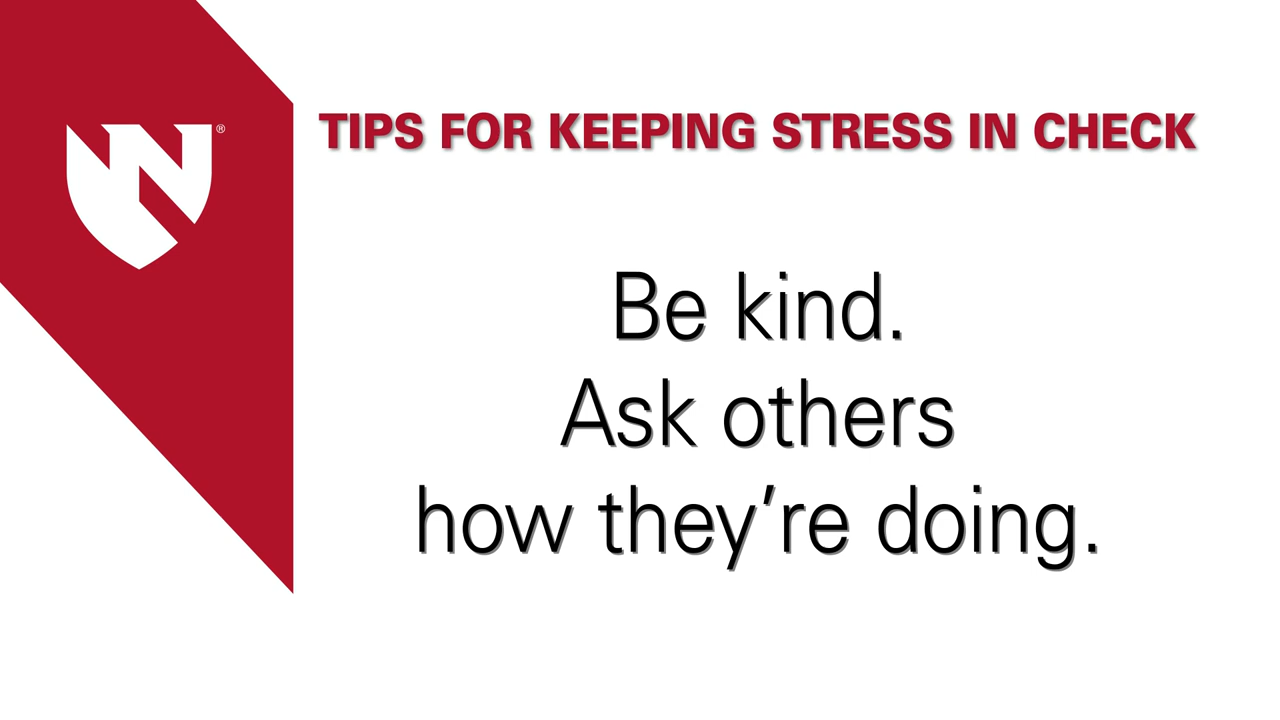 ®
TIPS FOR KEEPING STRESS IN CHECK
Be kind.
Ask others
how they’re doing.